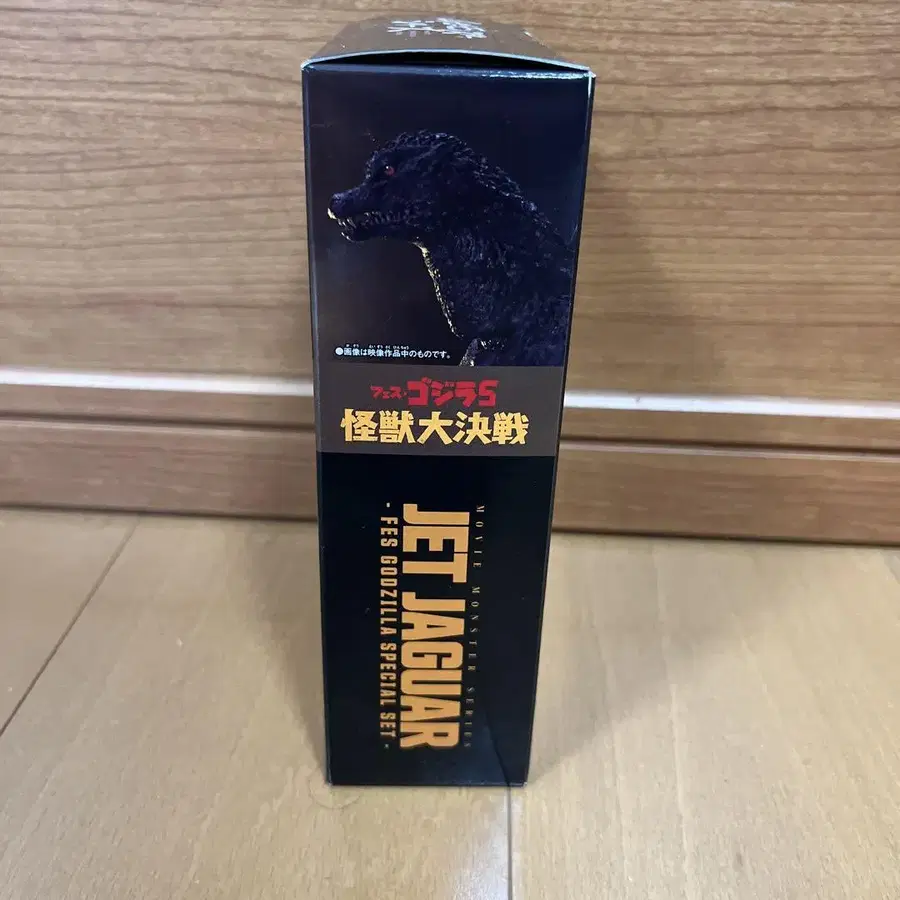 ●画像は映像作品中のものです。
フェス・ゴジラ5
怪獣大決戦
MOVIE MONSTER SERIES
JET JAGUAR
- FES GODZILLA SPECIAL SET -